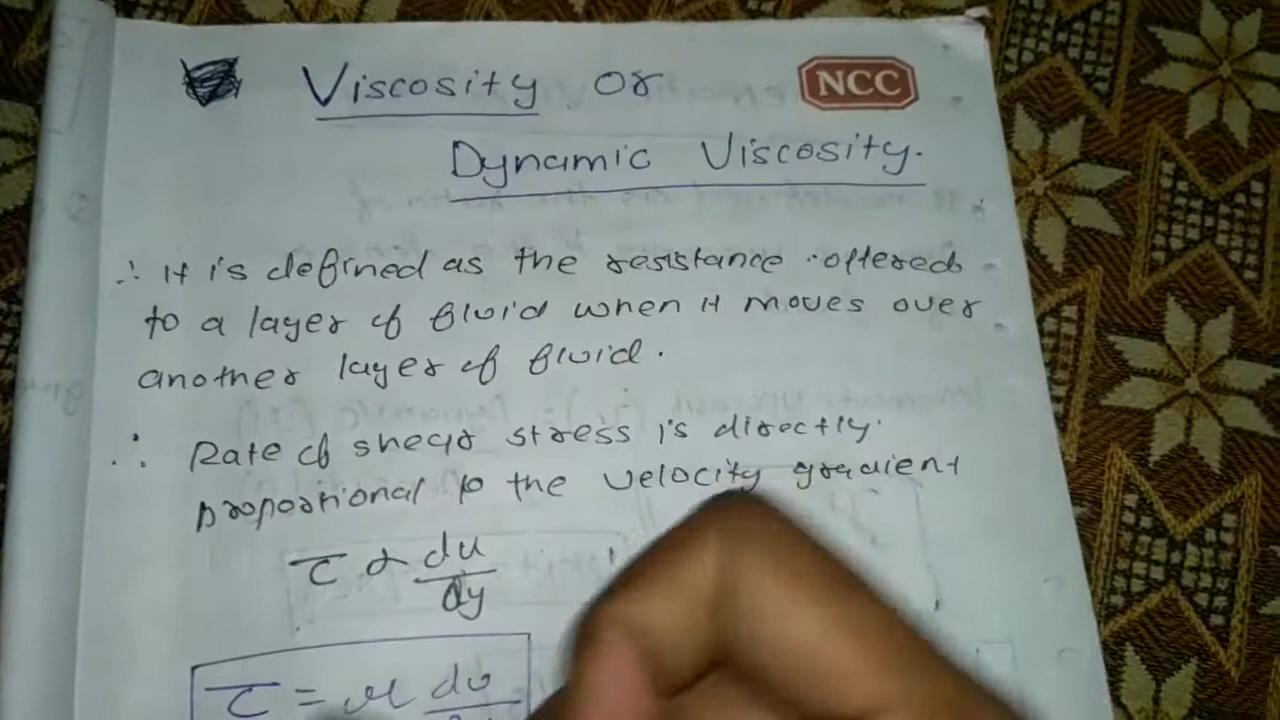 Viscosity or
NCC
Dynamic Viscosity.
∴ It is defined as the resistance offered
to a layer of fluid when it moves over
another layer of fluid.
∴ Rate of shear stress is directly
proportional to the velocity gradient
τ α du/dy
τ = μ du